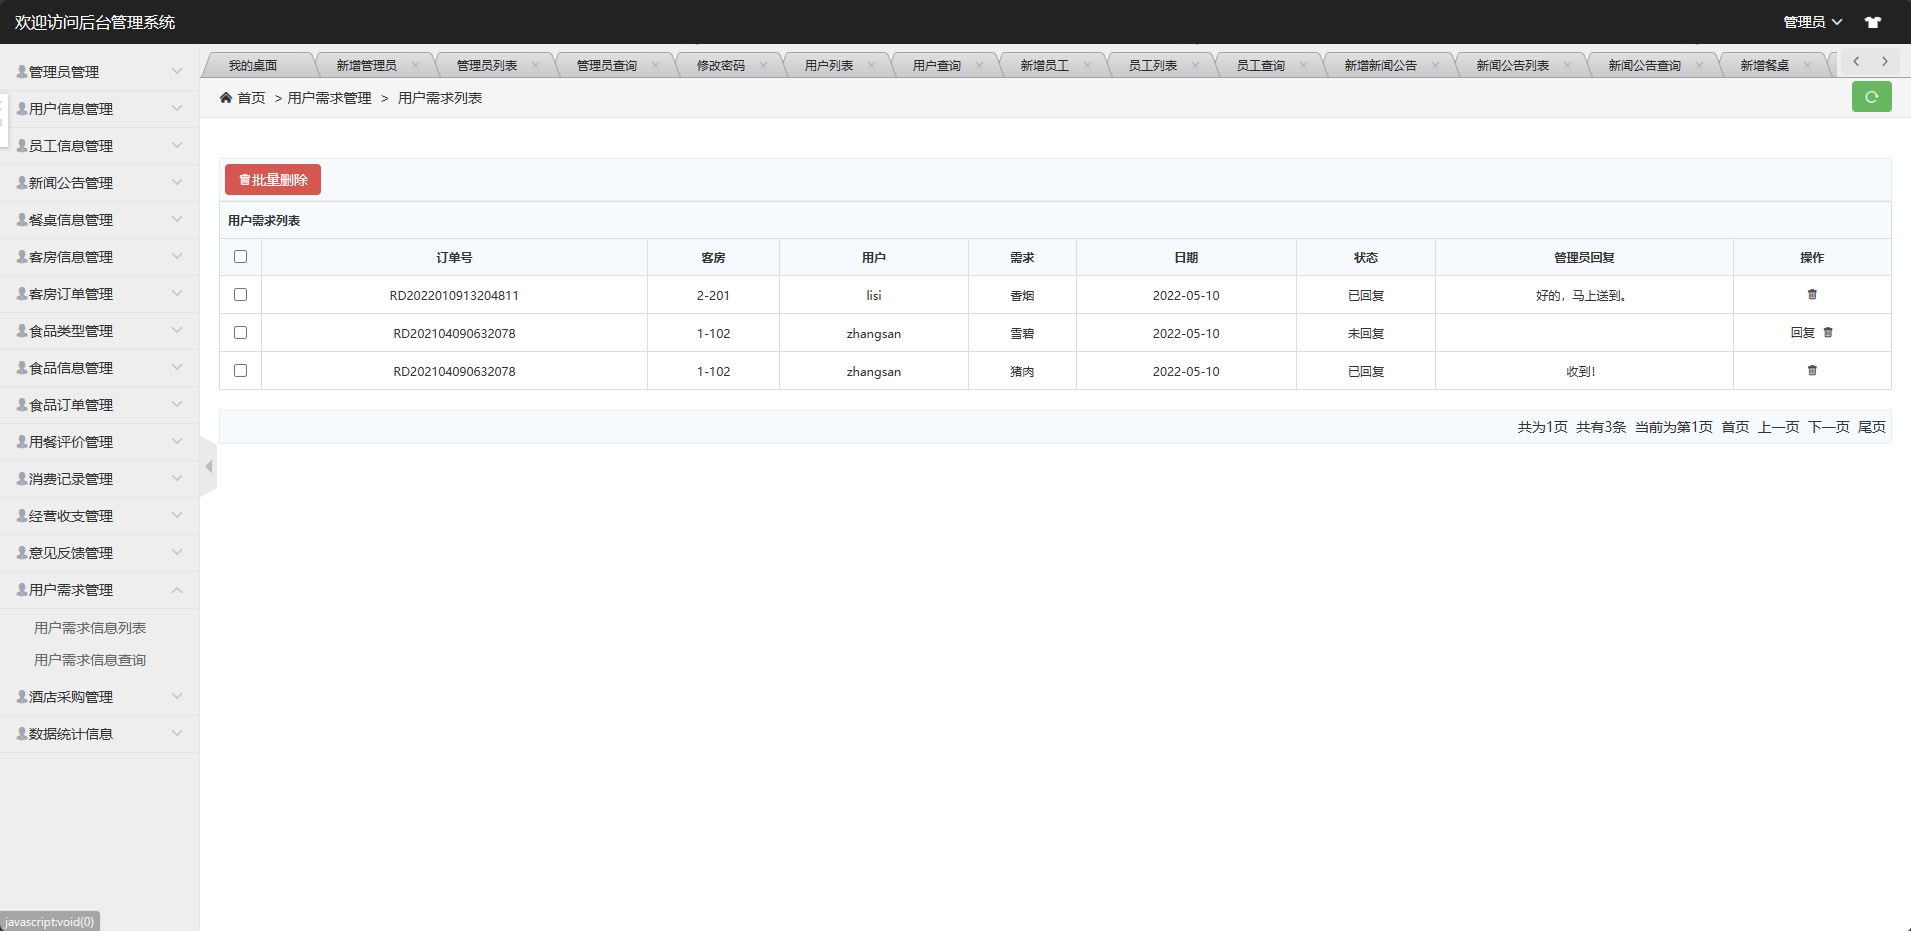 欢迎访问后台管理系统
管理员
我的桌面 新增管理员 管理员列表 管理员查询 修改密码 用户列表 用户查询 新增员工 员工列表 员工查询 新增新闻公告 新闻公告列表 新闻公告查询 新增餐桌
首页 > 用户需求管理 > 用户需求列表
管理员管理
用户信息管理
员工信息管理
新闻公告管理
餐桌信息管理
客房信息管理
客房订单管理
食品类型管理
食品信息管理
食品订单管理
用餐评价管理
消费记录管理
经营收支管理
意见反馈管理
用户需求管理
用户需求信息列表
用户需求信息查询
酒店采购管理
数据统计信息
批量删除
用户需求列表
订单号 客房 用户 需求 日期 状态 管理员回复 操作
RD2022010913204811 2-201 lisi 香烟 2022-05-10 已回复 好的，马上送到。
RD202104090632078 1-102 zhangsan 雪碧 2022-05-10 未回复 回复
RD202104090632078 1-102 zhangsan 猪肉 2022-05-10 已回复 收到！
共为1页 共有3条 当前为第1页 首页 上一页 下一页 尾页
javascript:void(0)